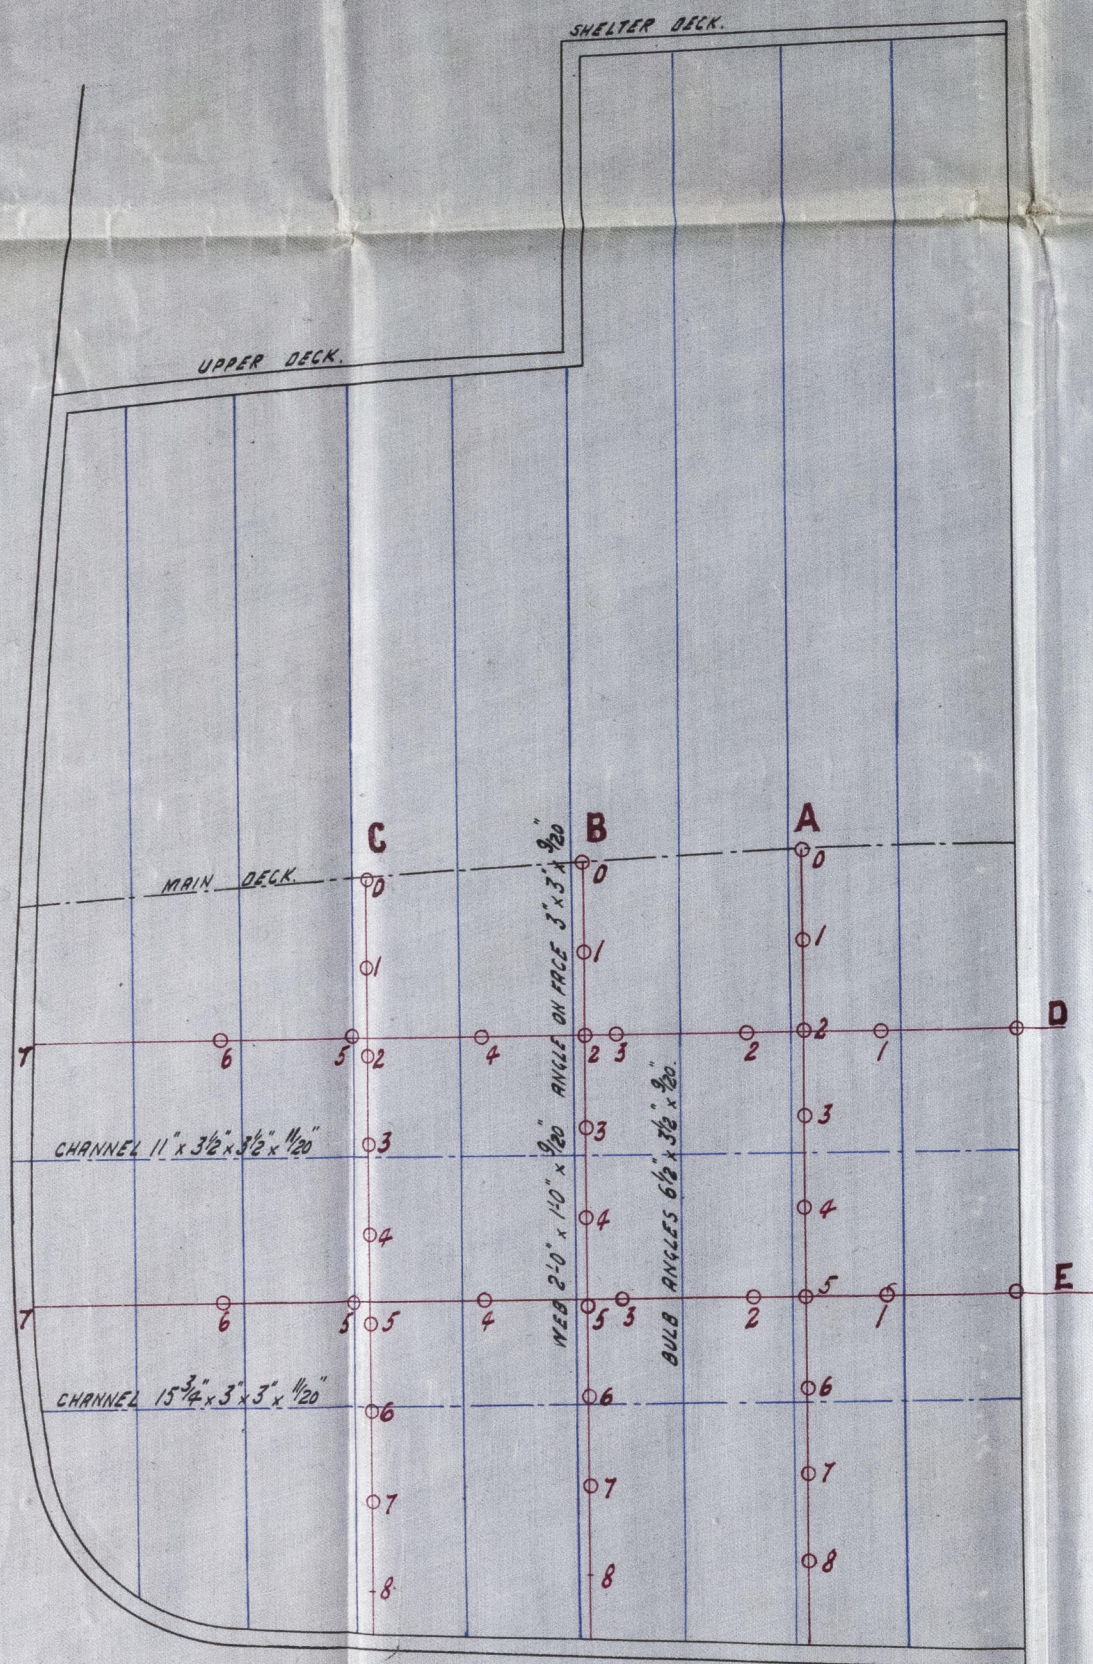 SHELTER DECK.
UPPER DECK.
C B A
MAIN DECK.
0 0 0
1 1 1
D
7 6 5 2 4 2 3 2 2 1
CHANNEL 11" x 3½" x 3½" x 11/20"
3 3 3
4 4 4
WEB 2'-0" x 1'-0" x 9/20" ANGLE ON FACE 3" x 3" x 9/20"
BULB ANGLES 6½" x 3½" x 9/20".
E
7 6 5 5 4 5 3 2 5 1
CHANNEL 15¾" x 3" x 3" x 11/20"
6 6 6
7 7 7
8 8 8